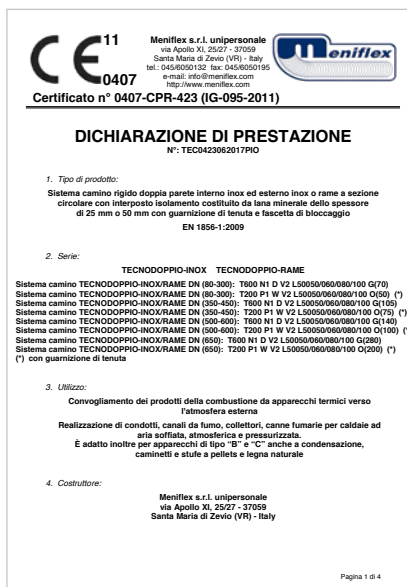 11
0407
Meniflex s.r.l. unipersonale
via Apollo XI, 25/27 - 37059
Santa Maria di Zevio (VR) - Italy
tel.: 045/6050132 fax: 045/6050195
e-mail: info@meniflex.com
http://www.meniflex.com
Meniflex
Certificato n° 0407-CPR-423 (IG-095-2011)
DICHIARAZIONE DI PRESTAZIONE
N°: TEC0423062017PIO
1. Tipo di prodotto:
Sistema camino rigido doppia parete interno inox ed esterno inox o rame a sezione
circolare con interposto isolamento costituito da lana minerale dello spessore
di 25 mm o 50 mm con guarnizione di tenuta e fascetta di bloccaggio
EN 1856-1:2009
2. Serie:
TECNODOPPIO-INOX TECNODOPPIO-RAME
Sistema camino TECNODOPPIO-INOX/RAME DN (80-300): T600 N1 D V2 L50050/060/080/100 G(70)
Sistema camino TECNODOPPIO-INOX/RAME DN (80-300): T200 P1 W V2 L50050/060/080/100 O(50) (*)
Sistema camino TECNODOPPIO-INOX/RAME DN (350-450): T600 N1 D V2 L50050/060/080/100 G(105)
Sistema camino TECNODOPPIO-INOX/RAME DN (350-450): T200 P1 W V2 L50050/060/080/100 O(75) (*)
Sistema camino TECNODOPPIO-INOX/RAME DN (500-600): T600 N1 D V2 L50050/060/080/100 G(140)
Sistema camino TECNODOPPIO-INOX/RAME DN (500-600): T200 P1 W V2 L50050/060/080/100 O(100) (*
Sistema camino TECNODOPPIO-INOX/RAME DN (650): T600 N1 D V2 L50050/060/080/100 G(280)
Sistema camino TECNODOPPIO-INOX/RAME DN (650): T200 P1 W V2 L50050/060/080/100 O(200) (*)
(*) con guarnizione di tenuta
3. Utilizzo:
Convogliamento dei prodotti della combustione da apparecchi termici verso
l'atmosfera esterna
Realizzazione di condotti, canali da fumo, collettori, canne fumarie per caldaie ad
aria soffiata, atmosferica e pressurizzata.
È adatto inoltre per apparecchi di tipo "B" e "C" anche a condensazione,
caminetti e stufe a pellets e legna naturale
4. Costruttore:
Meniflex s.r.l. unipersonale
via Apollo XI, 25/27 - 37059
Santa Maria di Zevio (VR) - Italy
Pagina 1 di 4